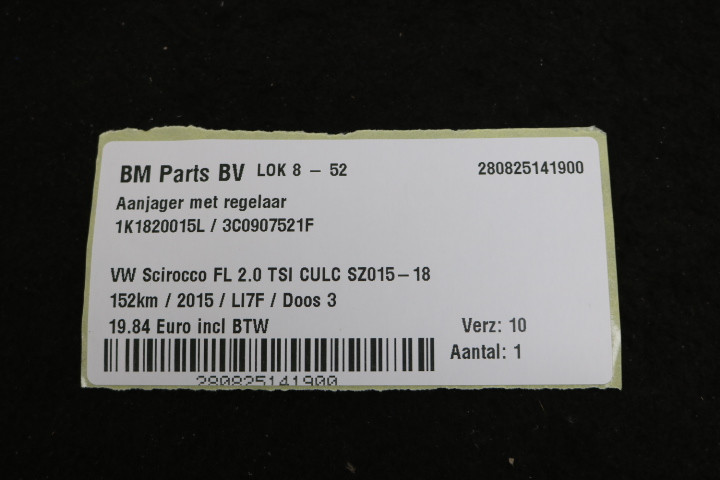 BM Parts BV LOK 8 – 52 280825141900
Aanjager met regelaar
1K1820015L / 3C0907521F
VW Scirocco FL 2.0 TSI CULC SZ015–18
152km / 2015 / LI7F / Doos 3
19.84 Euro incl BTW Verz: 10
Aantal: 1
280825141900